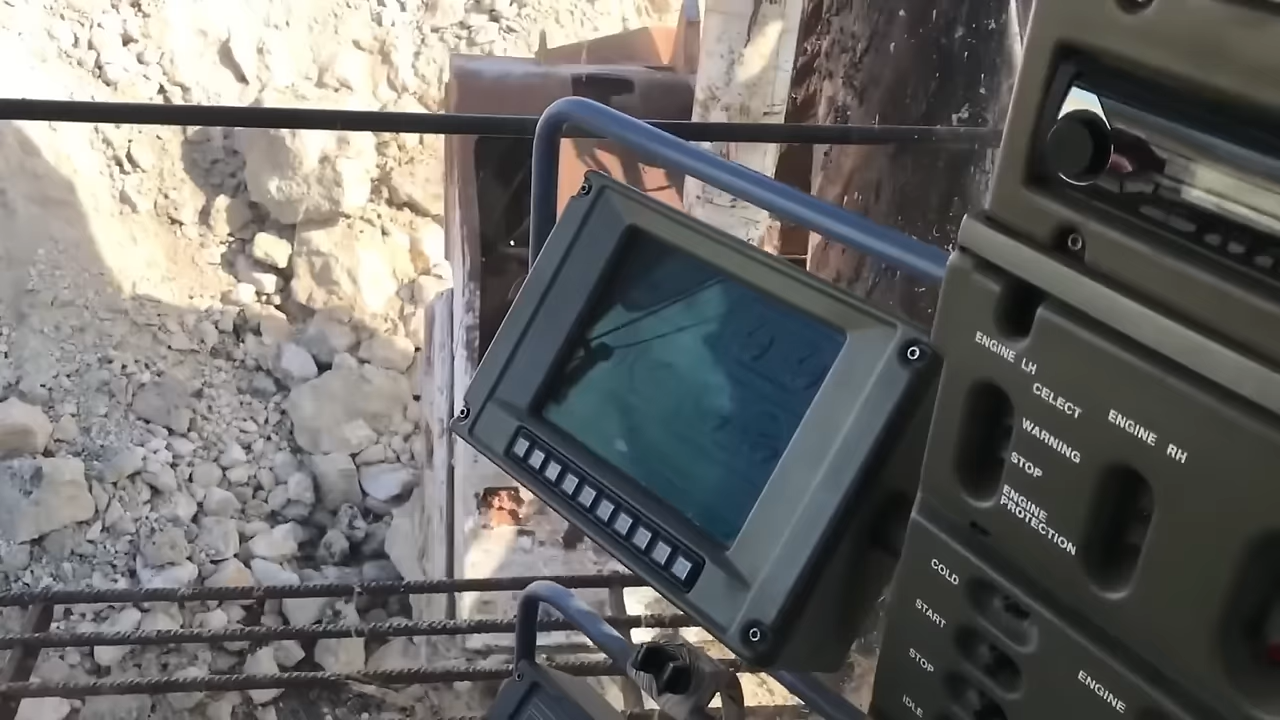 ENGINE LH
CELECT
ENGINE RH
WARNING
STOP
ENGINE
PROTECTION
COLD
START
STOP
ENGINE
IDLE